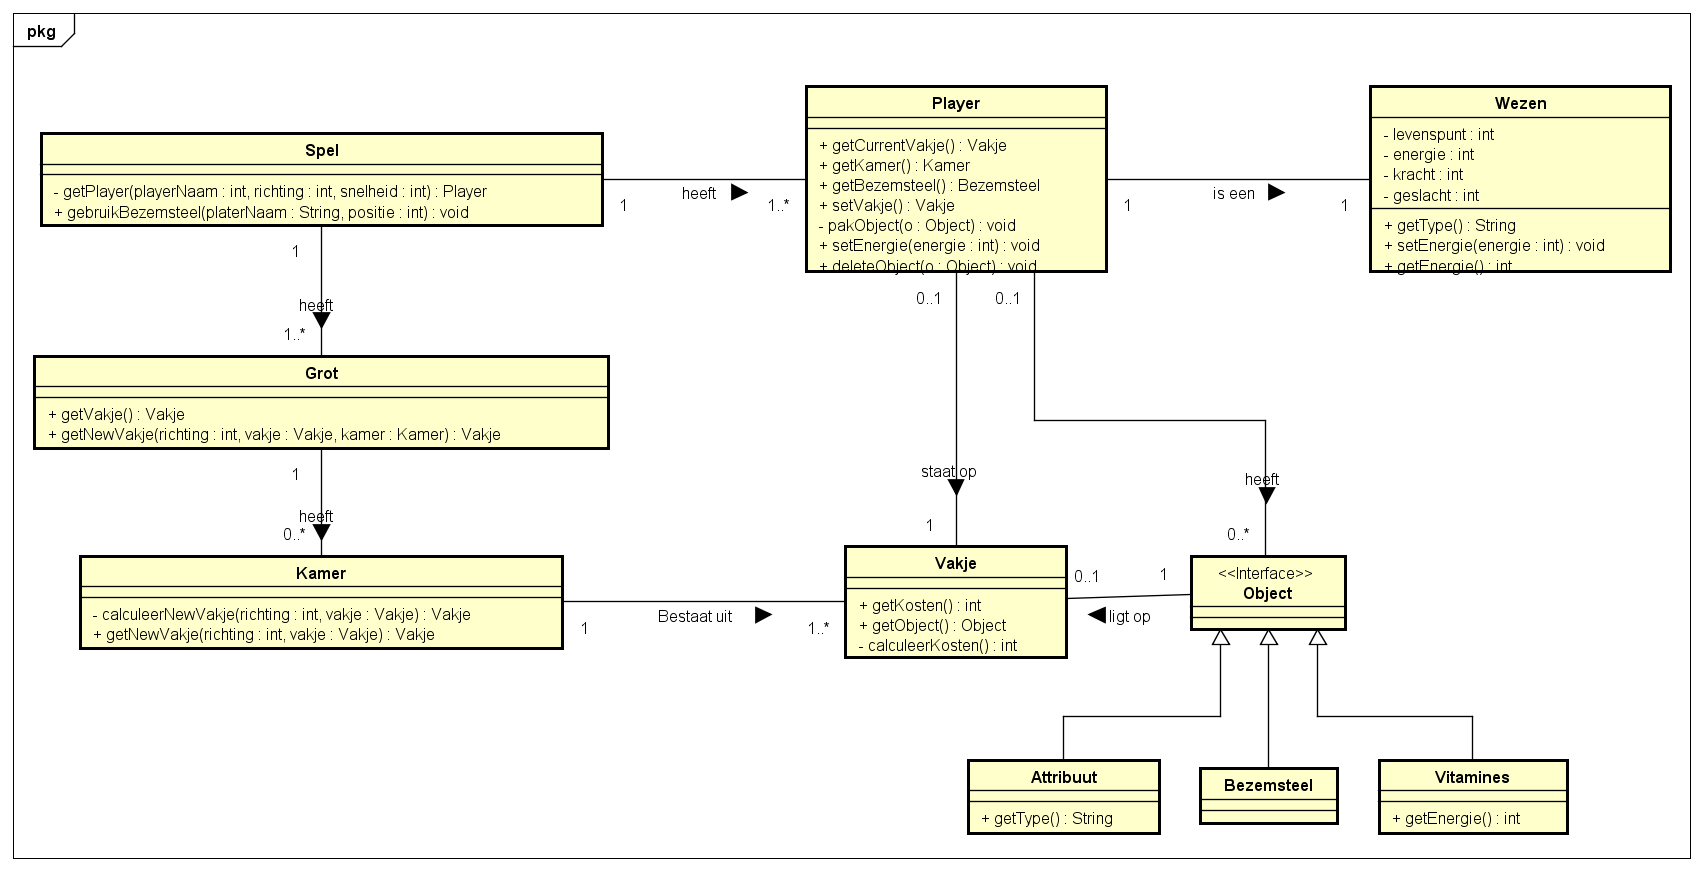 pkg
Spel
- getPlayer(playerNaam : int, richting : int, snelheid : int) : Player
+ gebruikBezemsteel(platerNaam : String, positie : int) : void
1
heeft
1..*
Player
+ getCurrentVakje() : Vakje
+ getKamer() : Kamer
+ getBezemsteel() : Bezemsteel
+ setVakje() : Vakje
- pakObject(o : Object) : void
+ setEnergie(energie : int) : void
+ deleteObject(o : Object) : void
1
is een
1
Wezen
- levenspunt : int
- energie : int
- kracht : int
- geslacht : int
+ getType() : String
+ setEnergie(energie : int) : void
+ getEnergie() : int
1
heeft
1..*
0..1
0..1
Grot
+ getVakje() : Vakje
+ getNewVakje(richting : int, vakje : Vakje, kamer : Kamer) : Vakje
1
heeft
0..*
staat op
1
heeft
0..*
Kamer
- calculeerNewVakje(richting : int, vakje : Vakje) : Vakje
+ getNewVakje(richting : int, vakje : Vakje) : Vakje
1
Bestaat uit
1..*
Vakje
+ getKosten() : int
+ getObject() : Object
- calculeerKosten() : int
0..1
1
ligt op
<<Interface>>
Object
Attribuut
+ getType() : String
Bezemsteel
Vitamines
+ getEnergie() : int